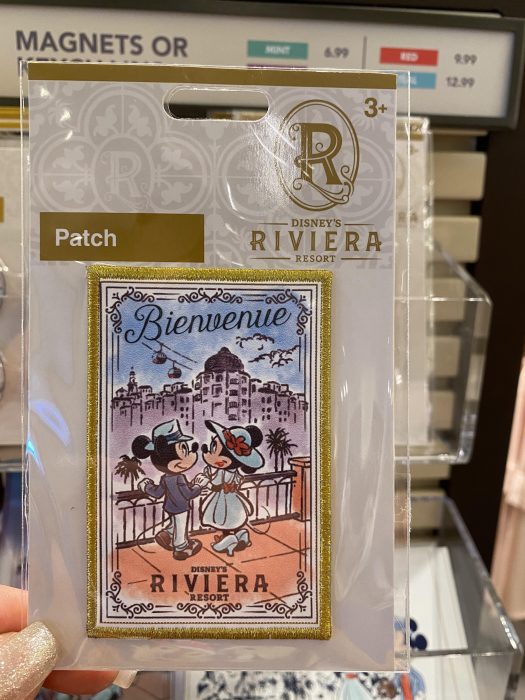 MAGNETS OR
MINT 6.99
RED 9.99
12.99
3+
R
R
DISNEY'S
RIVIERA
RESORT
Patch
Bienvenue
DISNEY'S
RIVIERA
RESORT